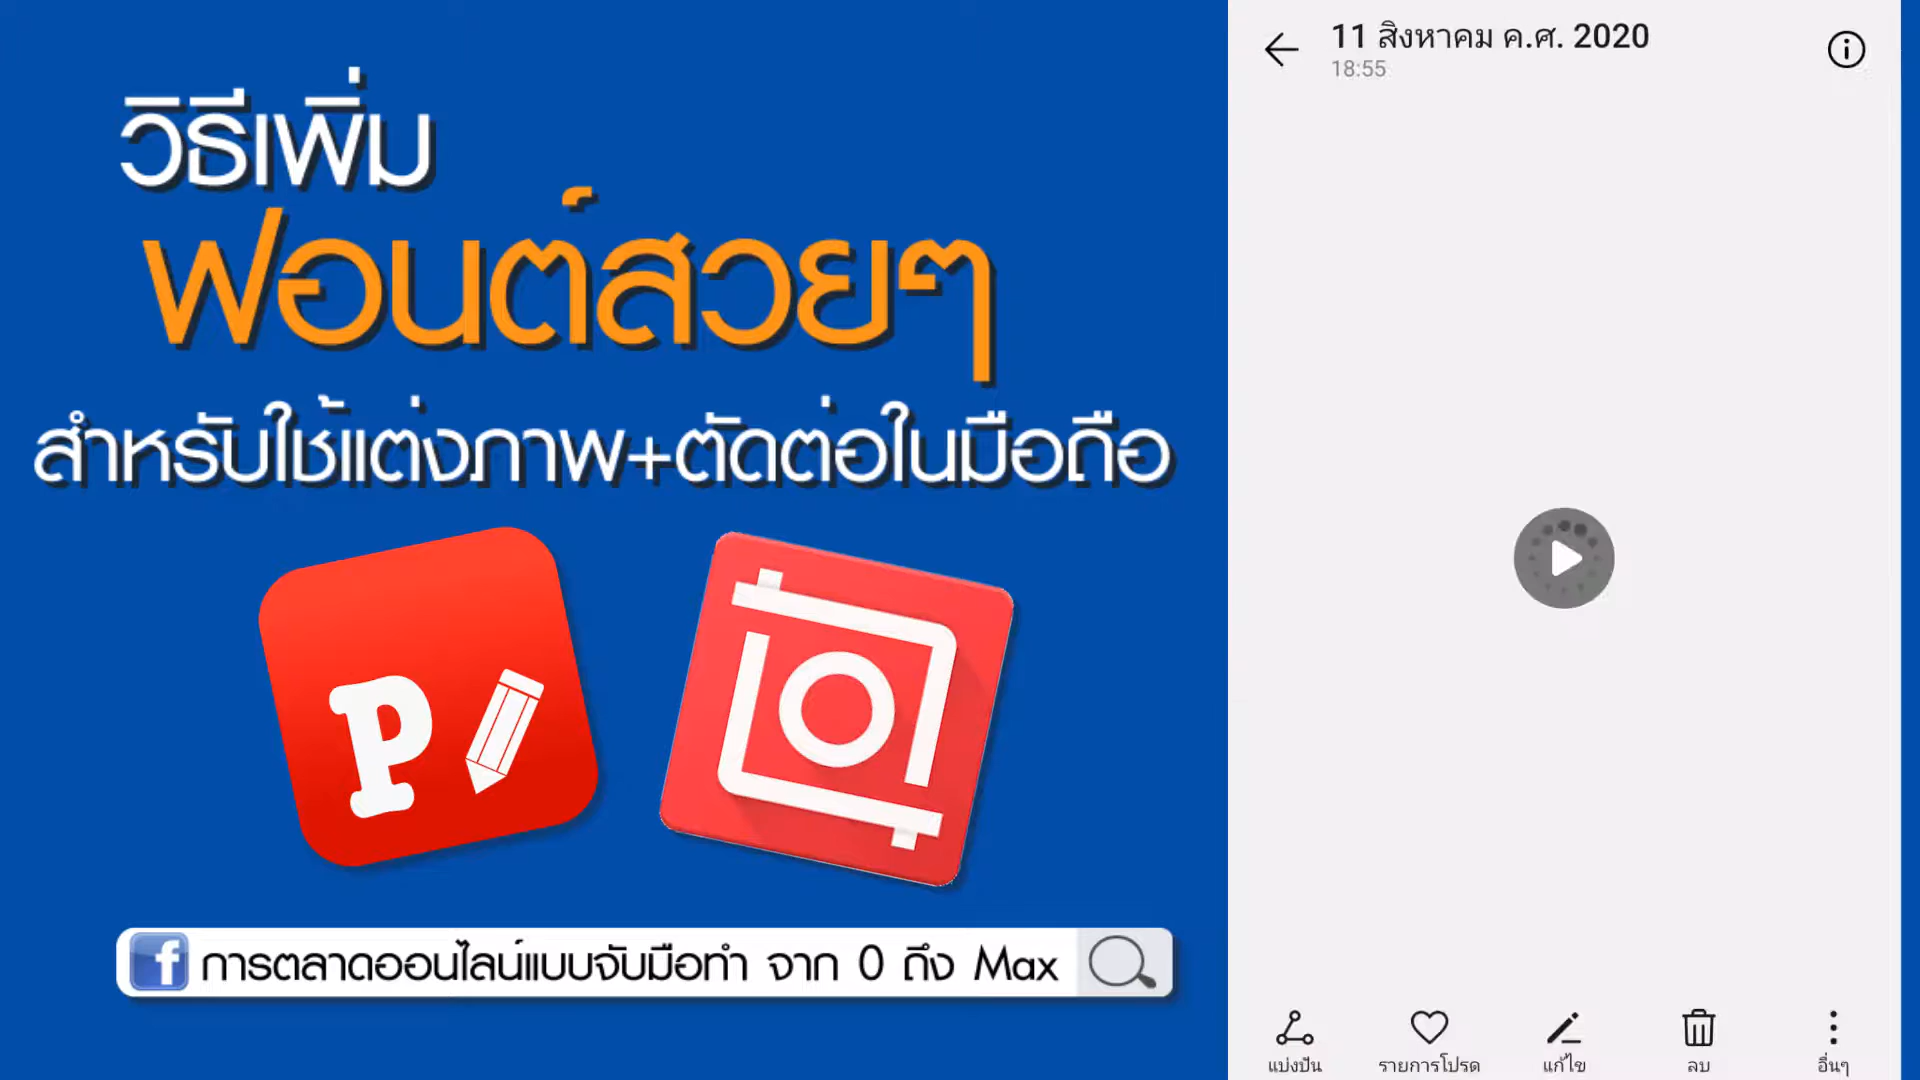 วิธีเพิ่ม
ฟอนต์สวยๆ
สำหรับใช้แต่งภาพ+ตัดต่อในมือถือ
P
f การตลาดออนไลน์แบบจับมือทำ จาก 0 ถึง Max
11 สิงหาคม ค.ศ. 2020
18:55
แบ่งปัน รายการโปรด แก้ไข ลบ อื่นๆ